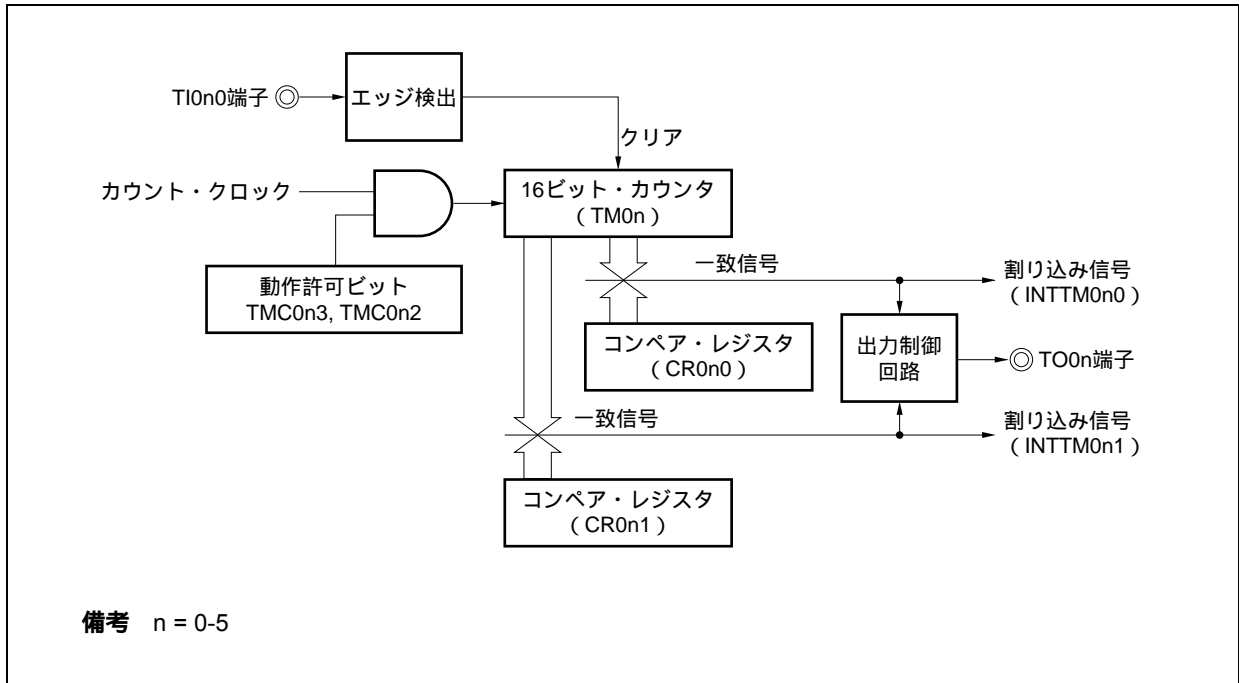 TI0n0端子
エッジ検出
クリア
カウント・クロック
16ビット・カウンタ
(TM0n)
動作許可ビット
TMC0n3, TMC0n2
一致信号
割り込み信号
(INTTM0n0)
コンペア・レジスタ
(CR0n0)
出力制御
回路
TO0n端子
一致信号
割り込み信号
(INTTM0n1)
コンペア・レジスタ
(CR0n1)
備考 n = 0-5